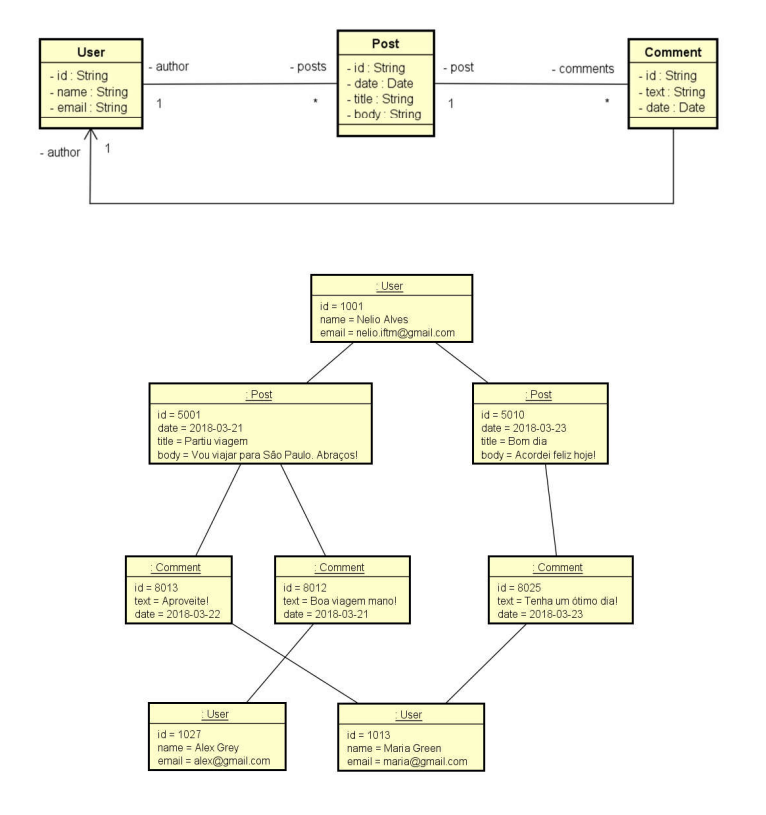 User
- id : String
- name : String
- email : String
- author
1
- posts
*
Post
- id : String
- date : Date
- title : String
- body : String
- post
1
- comments
*
Comment
- id : String
- text : String
- date : Date
- author
1
: User
id = 1001
name = Nelio Alves
email = nelio.iftm@gmail.com
: Post
id = 5001
date = 2018-03-21
title = Partiu viagem
body = Vou viajar para São Paulo. Abraços!
: Post
id = 5010
date = 2018-03-23
title = Bom dia
body = Acordei feliz hoje!
: Comment
id = 8013
text = Aproveite!
date = 2018-03-22
: Comment
id = 8012
text = Boa viagem mano!
date = 2018-03-21
: Comment
id = 8025
text = Tenha um ótimo dia!
date = 2018-03-23
: User
id = 1027
name = Alex Grey
email = alex@gmail.com
: User
id = 1013
name = Maria Green
email = maria@gmail.com